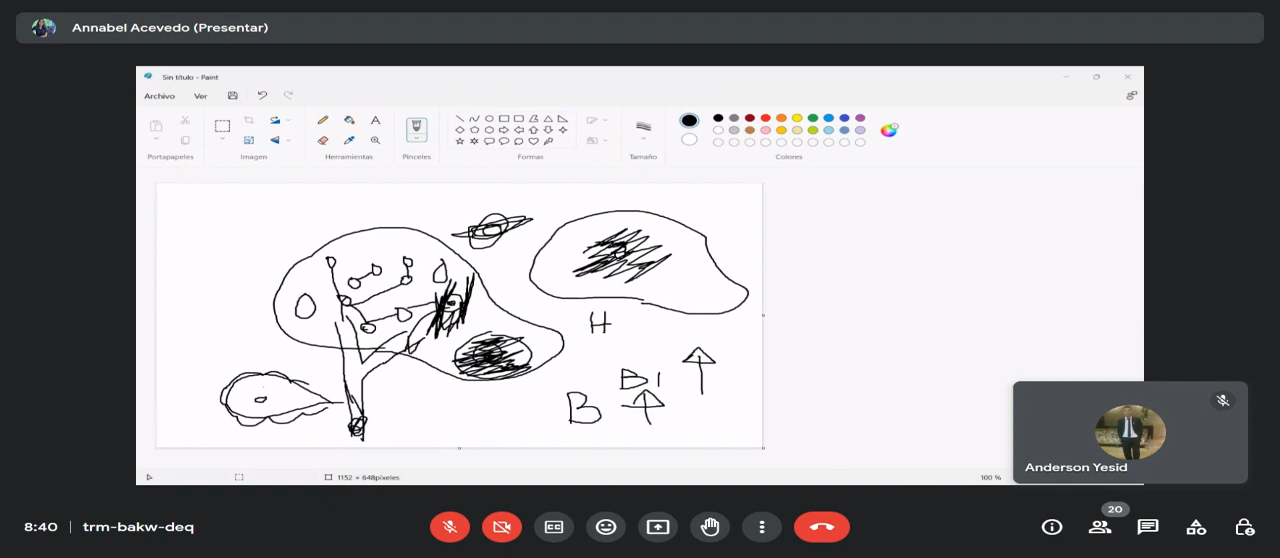 Annabel Acevedo (Presentar)
Sin título - Paint
Archivo Ver
Portapapeles Imagen Herramientas Pinceles Formas Tamaño Colores
H
B1
B
1152 × 648píxeles
100 %
Anderson Yesid
8:40 | trm-bakw-deq
20